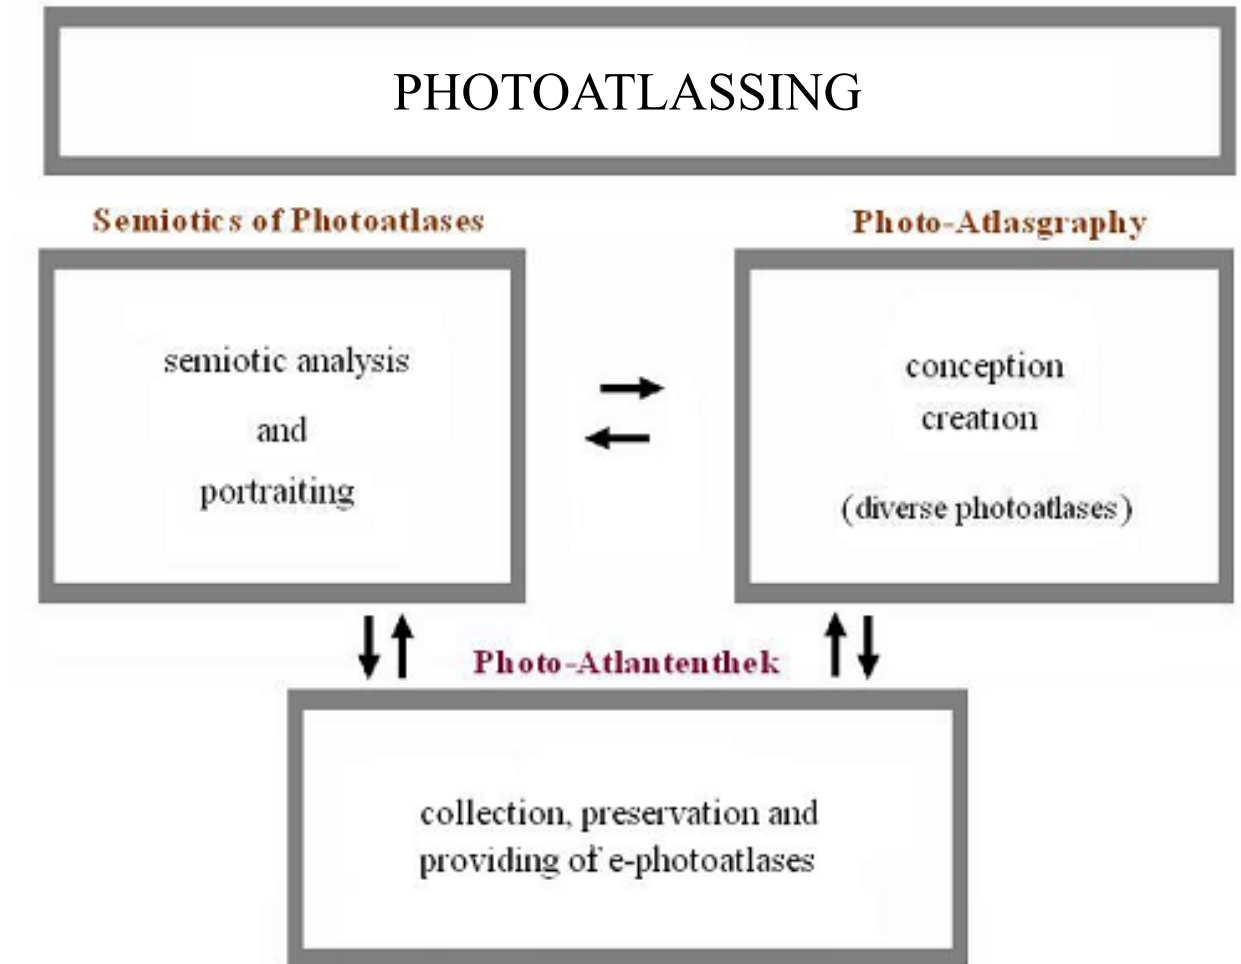 PHOTOATLASSING
Semiotics of Photoatlases
Photo-Atlasgraphy
semiotic analysis
and
portraiting
conception
creation
(diverse photoatlases)
Photo-Atlantenthek
collection, preservation and
providing of e-photoatlases